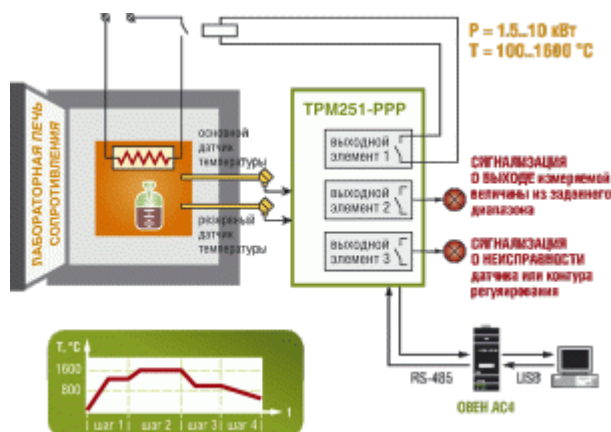 P = 1.5...10 кВт
T = 100...1600 °C
ТРМ251-РРР
ЛАБОРАТОРНАЯ ПЕЧЬ
СОПРОТИВЛЕНИЯ
основной
датчик
температуры
резервный
датчик
температуры
выходной
элемент 1
выходной
элемент 2
выходной
элемент 3
СИГНАЛИЗАЦИЯ
О ВЫХОДЕ измеряемой
величины из заданного
диапазона
СИГНАЛИЗАЦИЯ
О НЕИСПРАВНОСТИ
датчика или контура
регулирования
RS-485
USB
ОВЕН АС4
T, °C
1600
800
t
шаг 1
шаг 2
шаг 3
шаг 4